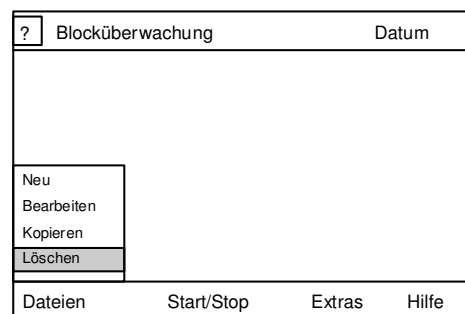 ? Blocküberwachung Datum
Neu
Bearbeiten
Kopieren
Löschen
Dateien Start/Stop Extras Hilfe